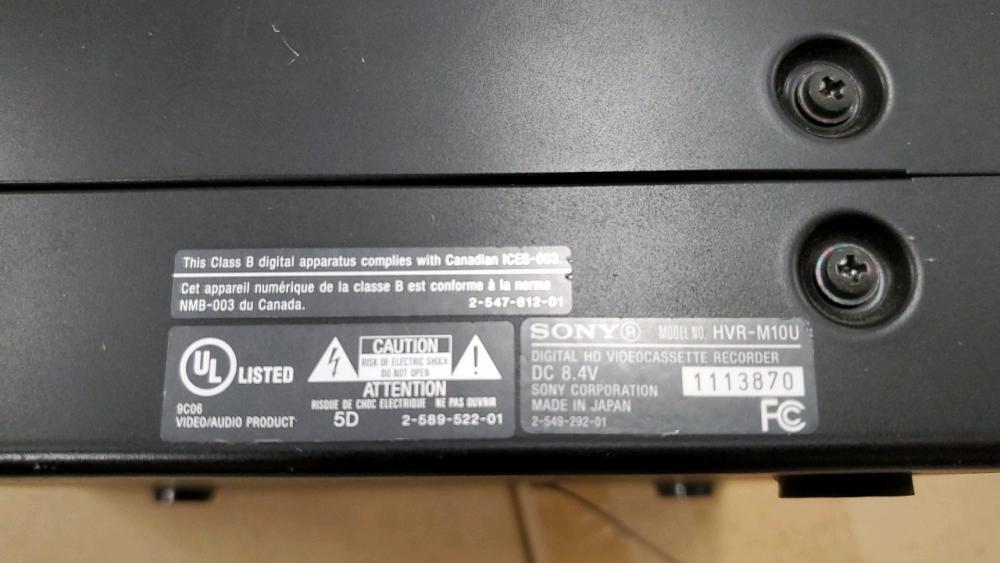 This Class B digital apparatus complies with Canadian ICES-003.
Cet appareil numérique de la classe B est conforme à la norme
NMB-003 du Canada. 2-547-812-01
UL LISTED
9C06
VIDEO/AUDIO PRODUCT
CAUTION
RISK OF ELECTRIC SHOCK
DO NOT OPEN
ATTENTION
RISQUE DE CHOC ELECTRIQUE NE PAS OUVRIR
5D 2-589-522-01
SONY® MODEL NO. HVR-M10U
DIGITAL HD VIDEOCASSETTE RECORDER
DC 8.4V
SONY CORPORATION
1113870
MADE IN JAPAN
2-549-292-01
FC